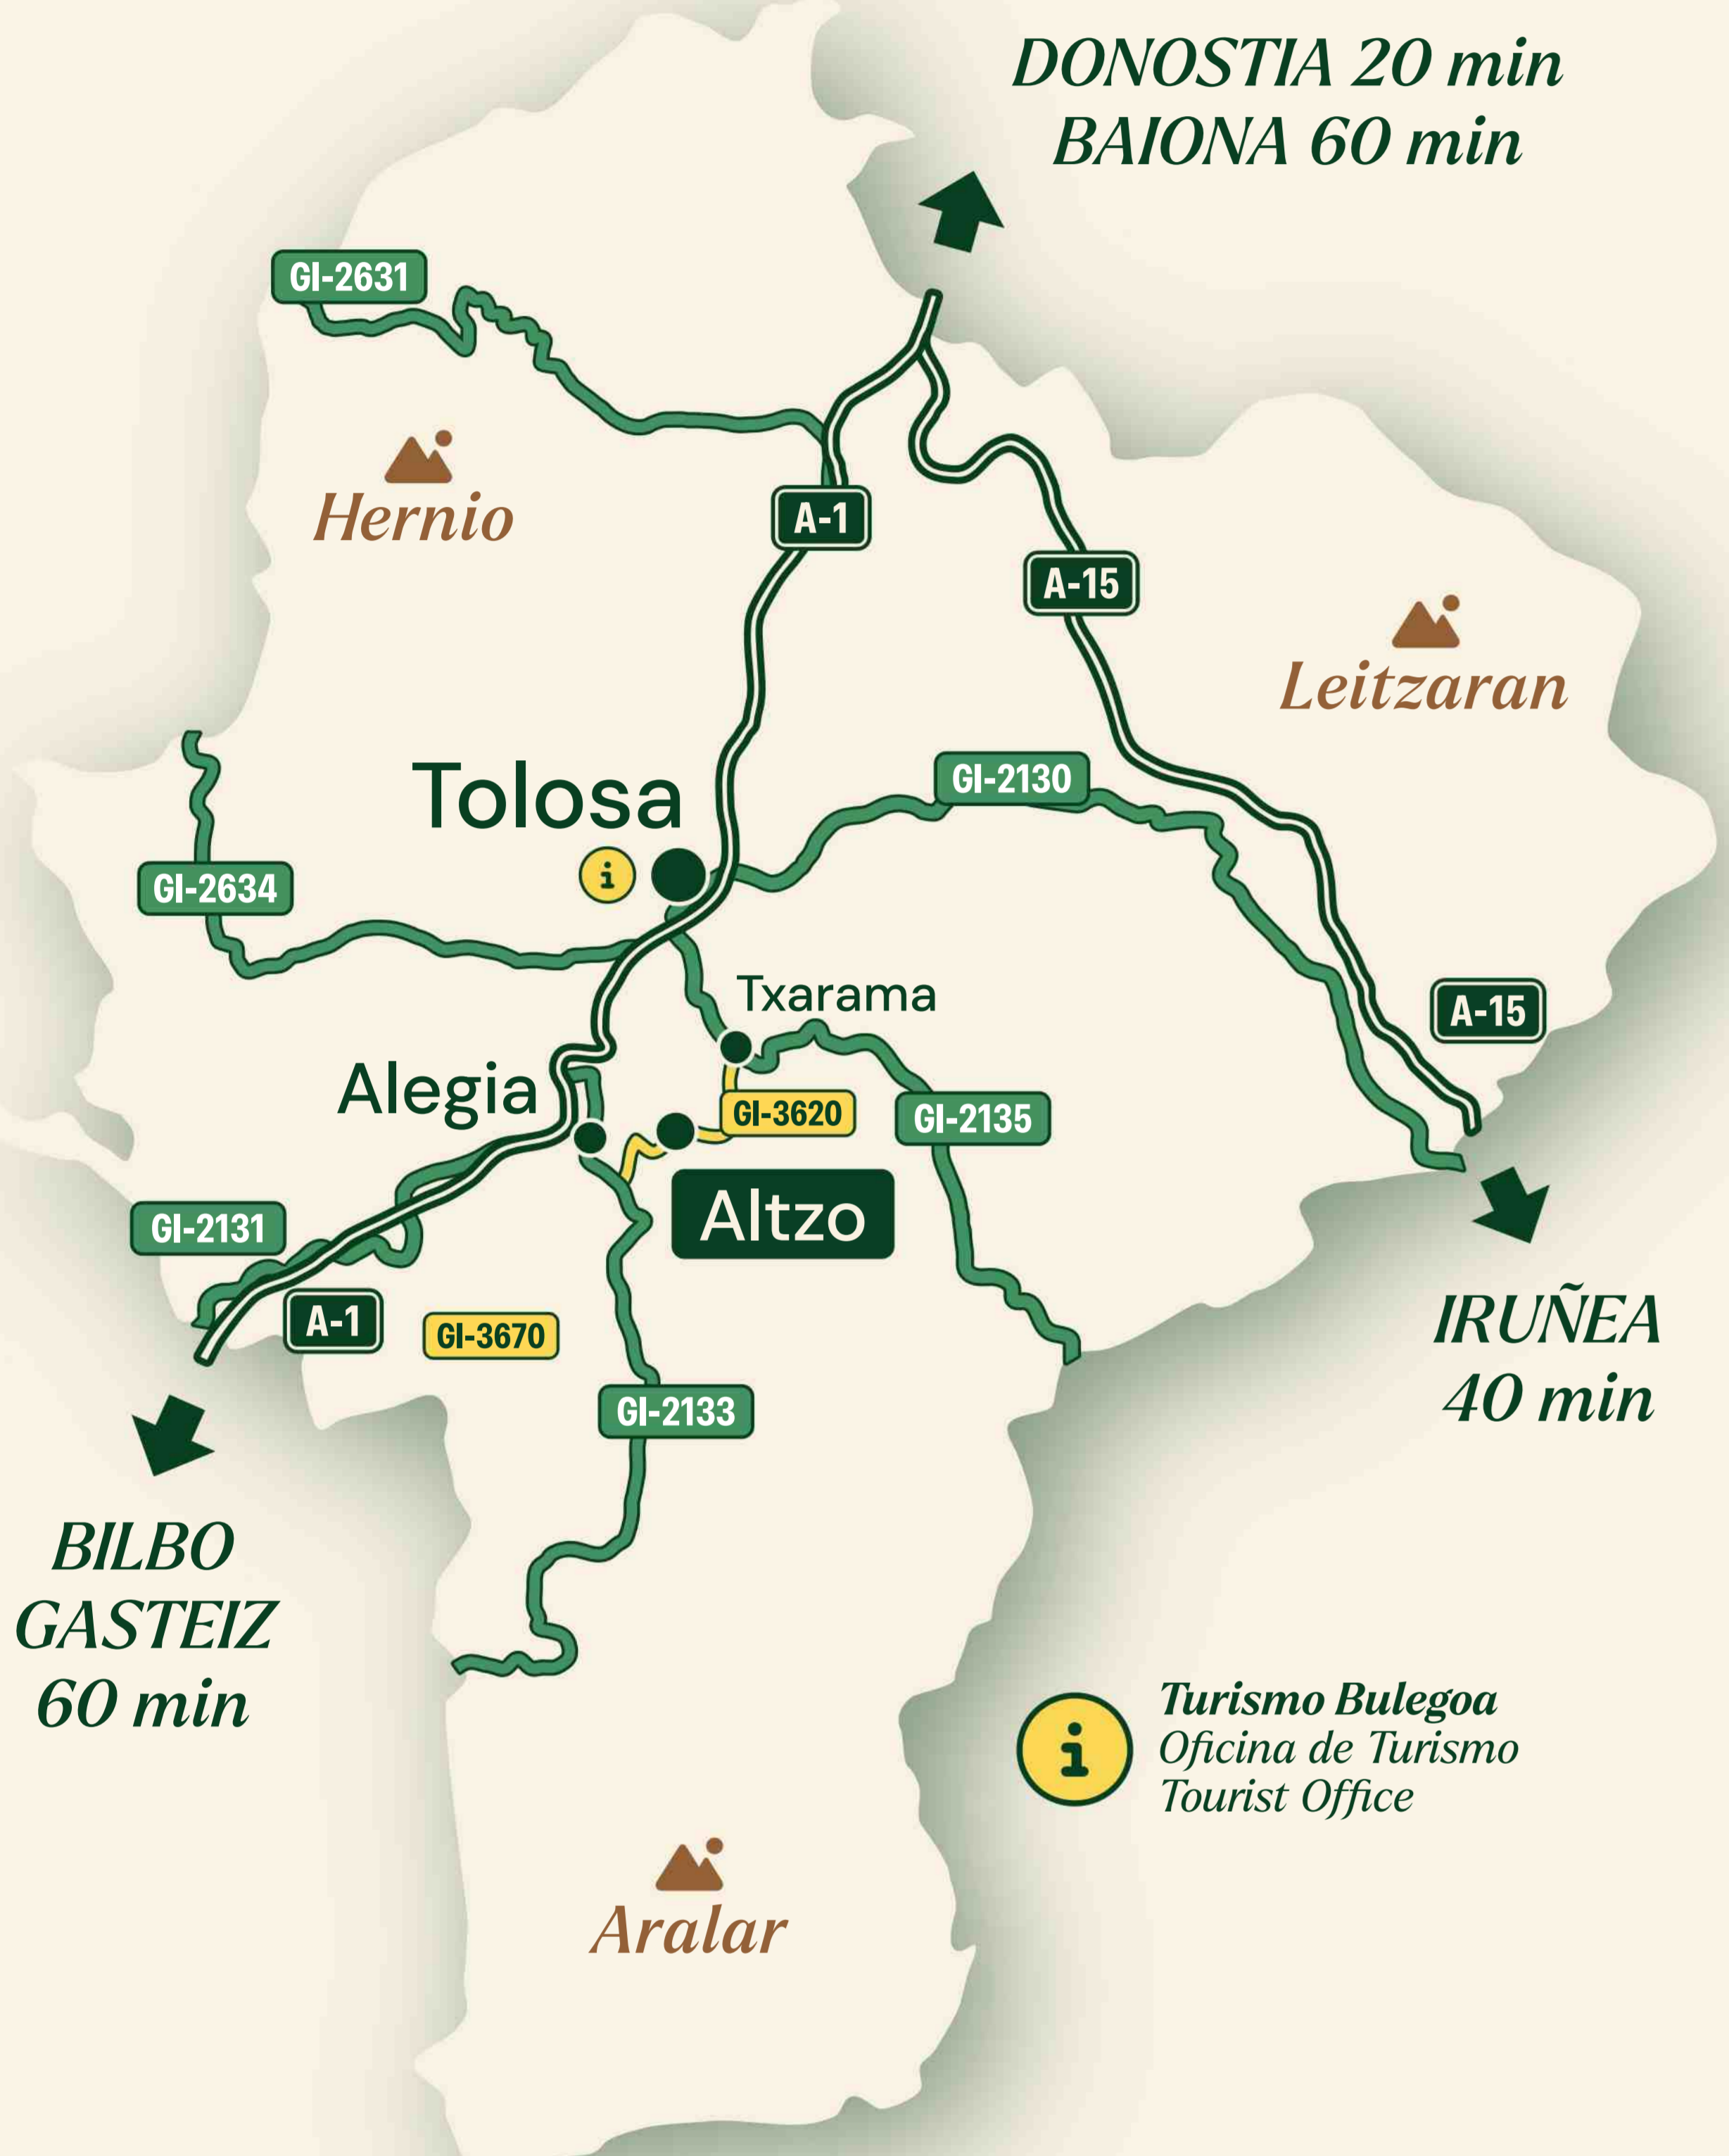 DONOSTIA 20 min
BAIONA 60 min
GI-2631
Hernio
A-1
A-15
Leitzaran
Tolosa
GI-2130
i
GI-2634
Txarama
A-15
Alegia
GI-3620
GI-2135
Altzo
GI-2131
A-1
GI-3670
IRUÑEA
40 min
GI-2133
BILBO
GASTEIZ
60 min
i
Turismo Bulegoa
Oficina de Turismo
Tourist Office
Aralar